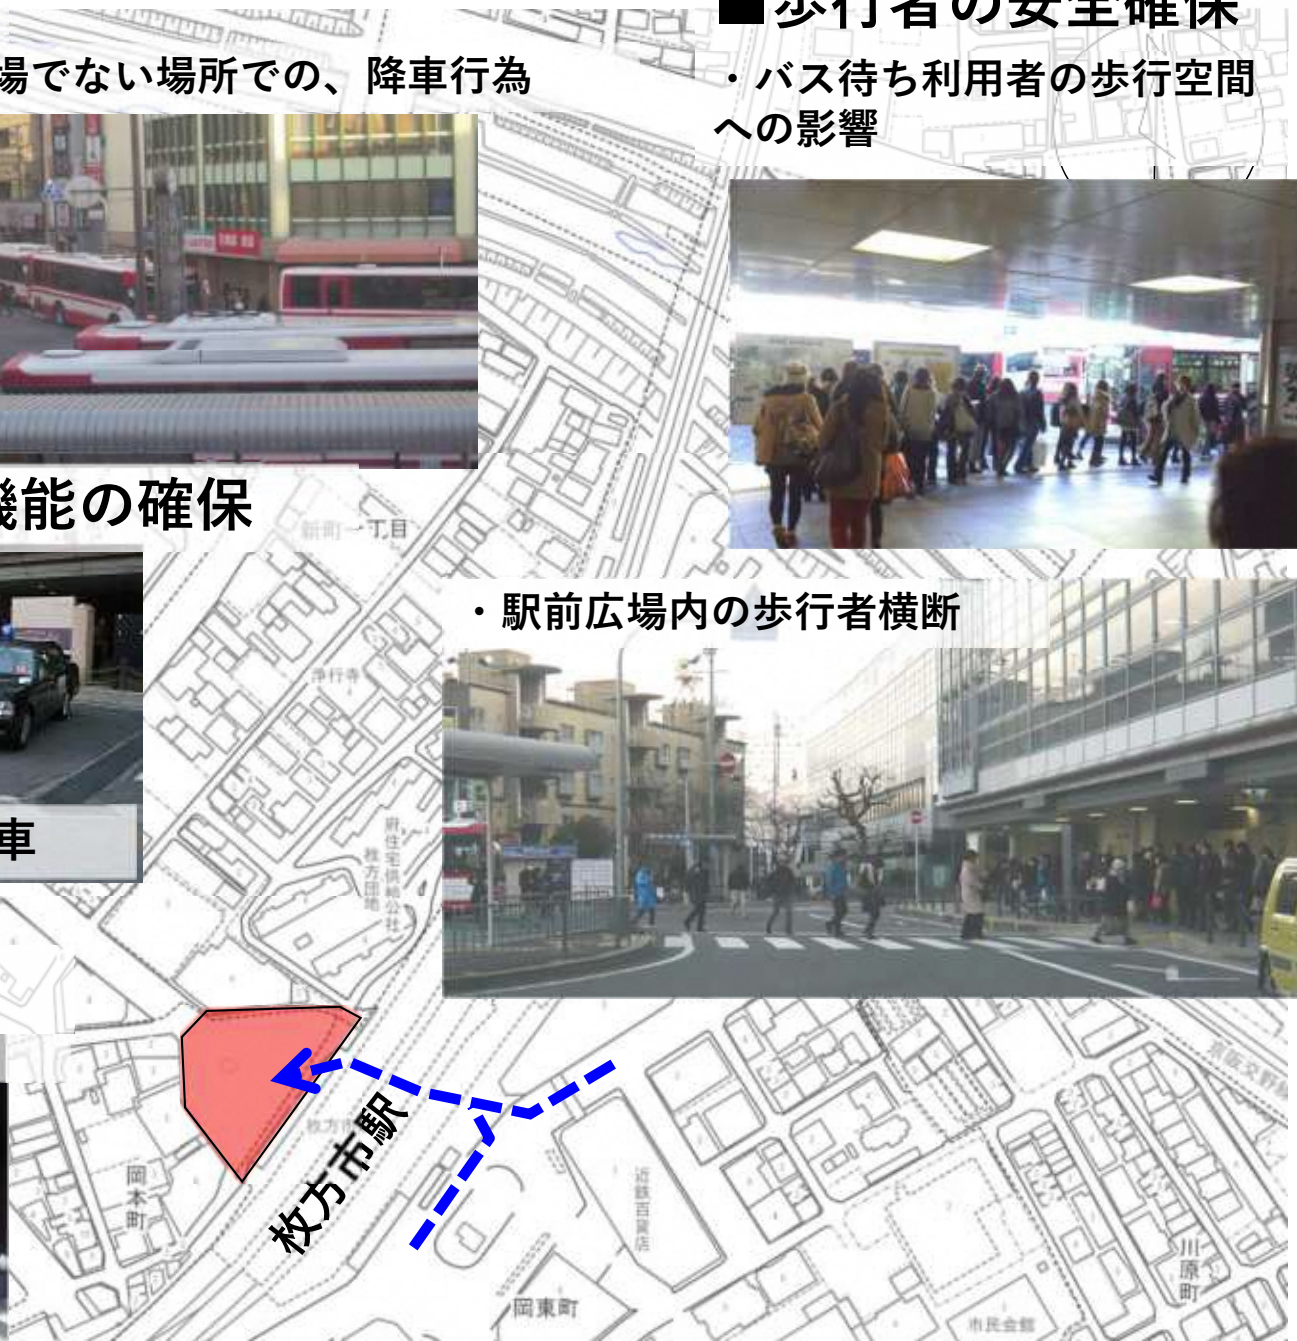 ■歩行者の安全確保
場でない場所での、降車行為
・バス待ち利用者の歩行空間
への影響
機能の確保
新町一丁目
・駅前広場内の歩行者横断
浄行寺
車
府住宅供給公社
枚方団地
枚方市駅
岡本町
近鉄百貨店
岡東町
川原町
市民会館